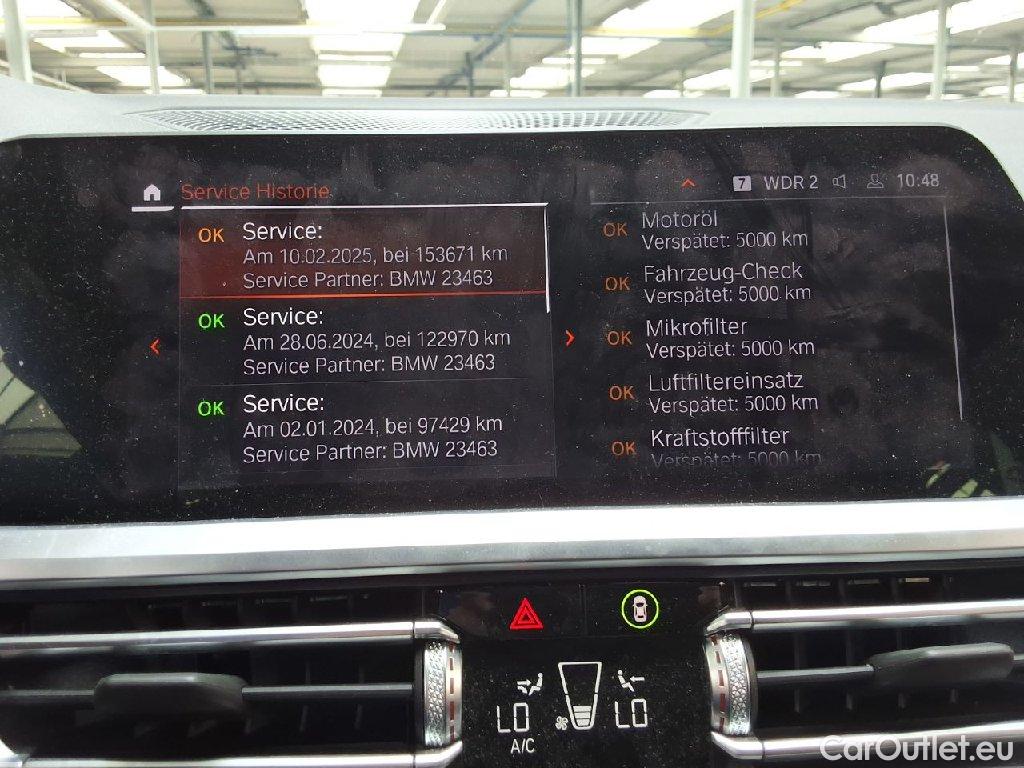 Service Historie
7 WDR 2 10:48
OK Service:
Am 10.02.2025, bei 153671 km
Service Partner: BMW 23463
OK Service:
Am 28.06.2024, bei 122970 km
Service Partner: BMW 23463
OK Service:
Am 02.01.2024, bei 97429 km
Service Partner: BMW 23463
OK Motoröl
Verspätet: 5000 km
OK Fahrzeug-Check
Verspätet: 5000 km
OK Mikrofilter
Verspätet: 5000 km
OK Luftfiltereinsatz
Verspätet: 5000 km
OK Kraftstofffilter
Verspätet: 5000 km
LO LO
A/C
CarOutlet.eu